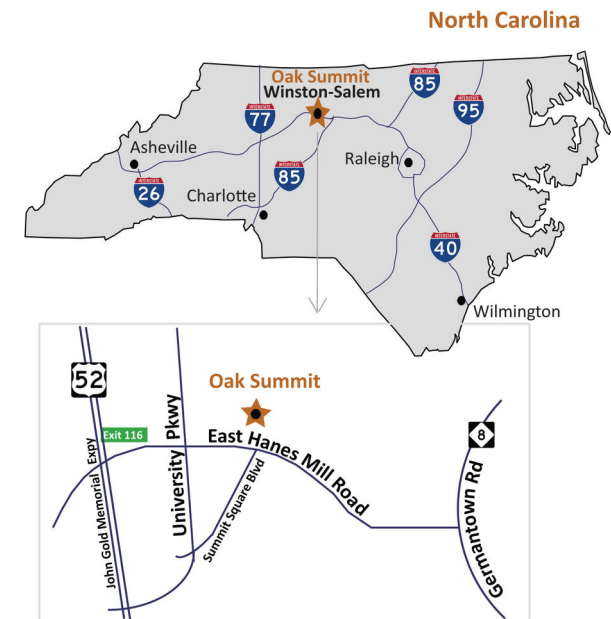 North Carolina
Oak Summit
Winston-Salem
INTERSTATE
85
INTERSTATE
95
INTERSTATE
77
Asheville
Raleigh
INTERSTATE
26
INTERSTATE
85
Charlotte
INTERSTATE
40
Wilmington
52
Oak Summit
Exit 116
East Hanes Mill Road
8
John Gold Memorial Expy
University Pkwy
Summit Square Blvd
Germantown Rd